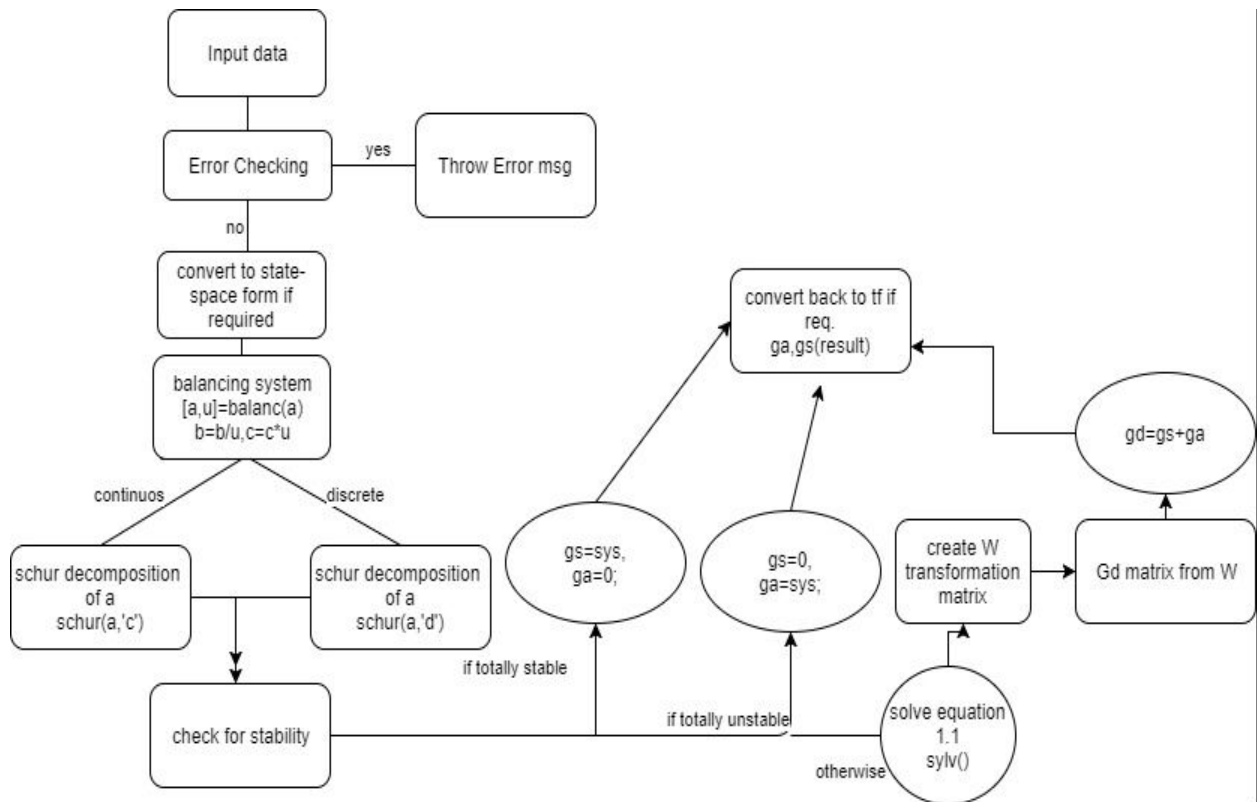 Input data
Error Checking
yes
Throw Error msg
no
convert to state-
space form if
required
balancing system
[a,u]=balanc(a)
b=b/u,c=c*u
continuos
discrete
schur decomposition
of a
schur(a,'c')
schur decomposition
of a
schur(a,'d')
check for stability
if totally stable
gs=sys,
ga=0;
if totally unstable
gs=0,
ga=sys;
otherwise
solve equation
1.1
sylv()
create W
transformation
matrix
Gd matrix from W
gd=gs+ga
convert back to tf if
req.
ga,gs(result)